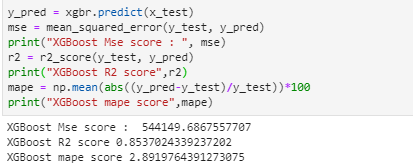 y_pred = xgbr.predict(x_test)
mse = mean_squared_error(y_test, y_pred)
print("XGBoost Mse score : ", mse)
r2 = r2_score(y_test, y_pred)
print("XGBoost R2 score",r2)
mape = np.mean(abs((y_pred-y_test)/y_test))*100
print("XGBoost mape score",mape)
XGBoost Mse score :  544149.6867557707
XGBoost R2 score 0.8537024339237202
XGBoost mape score 2.8919764391273075